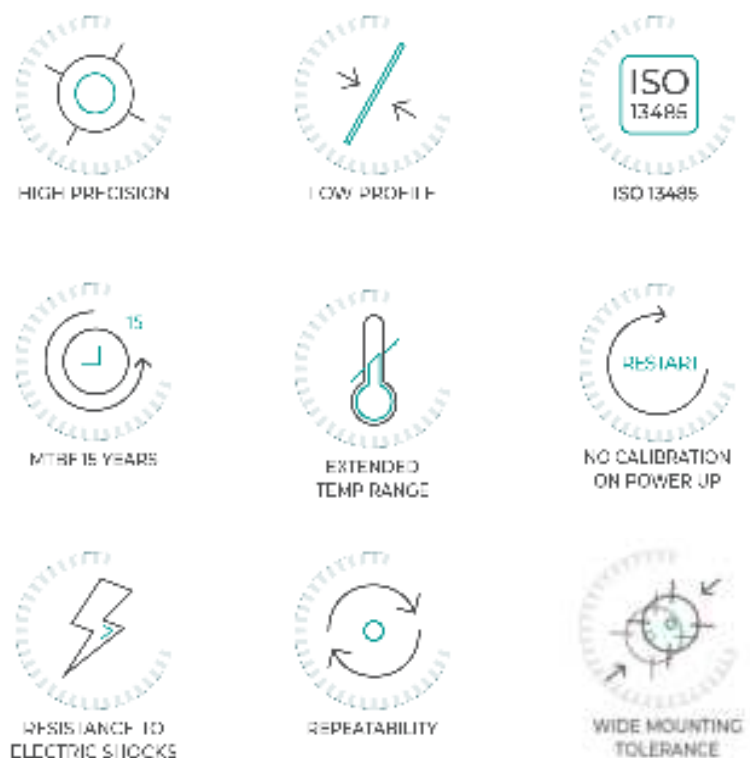 ISO
13485
HIGH PRECISION
LOW PROFILE
ISO 13485
15
RESTART
MTBF 15 YEARS
EXTENDED
TEMP RANGE
NO CALIBRATION
ON POWER UP
RESISTANCE TO
ELECTRIC SHOCKS
REPEATABILITY
WIDE MOUNTING
TOLERANCE